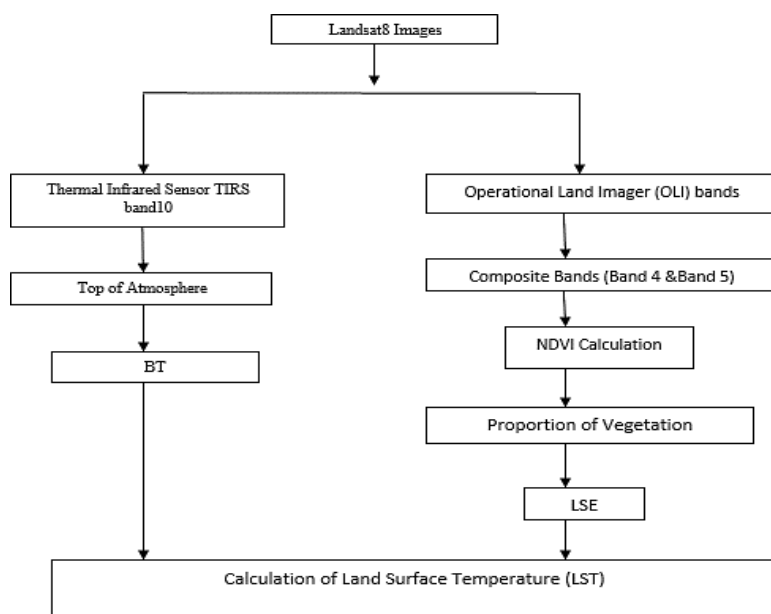 Landsat8 Images
Thermal Infrared Sensor TIRS
band10
Top of Atmosphere
BT
Operational Land Imager (OLI) bands
Composite Bands (Band 4 &Band 5)
NDVI Calculation
Proportion of Vegetation
LSE
Calculation of Land Surface Temperature (LST)